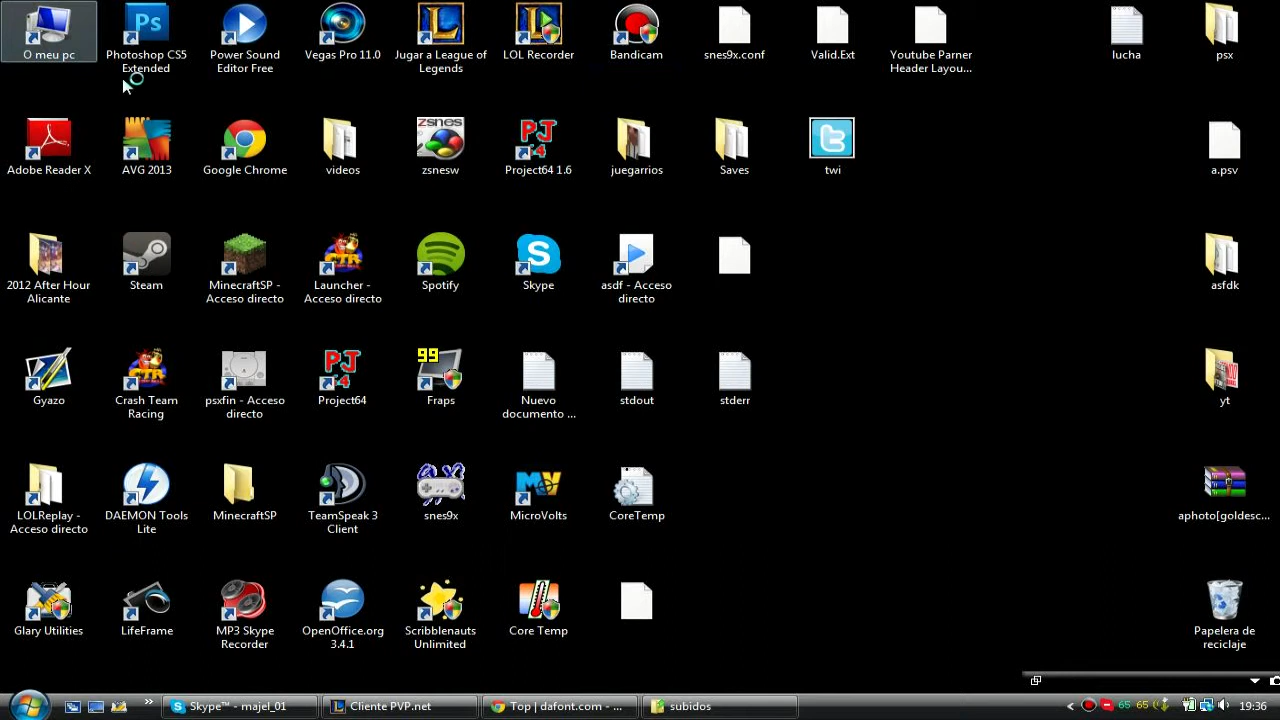 O meu pc
Photoshop CS5 Extended
Power Sound Editor Free
Vegas Pro 11.0
Jugar a League of Legends
LOL Recorder
Bandicam
snes9x.conf
Valid.Ext
Youtube Parner Header Layou...
lucha
psx
Adobe Reader X
AVG 2013
Google Chrome
videos
zsnes
zsnesw
Project64 1.6
juegarrios
Saves
twi
a.psv
2012 After Hour Alicante
Steam
MinecraftSP - Acceso directo
Launcher - Acceso directo
Spotify
Skype
asdf - Acceso directo
asfdk
Gyazo
Crash Team Racing
psxfin - Acceso directo
Project64
99
Fraps
Nuevo documento ...
stdout
stderr
yt
LOLReplay - Acceso directo
DAEMON Tools Lite
MinecraftSP
TeamSpeak 3 Client
snes9x
MicroVolts
CoreTemp
aphoto[goldesc...
Glary Utilities
LifeFrame
MP3 Skype Recorder
OpenOffice.org 3.4.1
Scribblenauts Unlimited
Core Temp
Papelera de reciclaje
Skype™ - majel_01
Cliente PVP.net
Top | dafont.com - ...
subidos
65 65
19:36